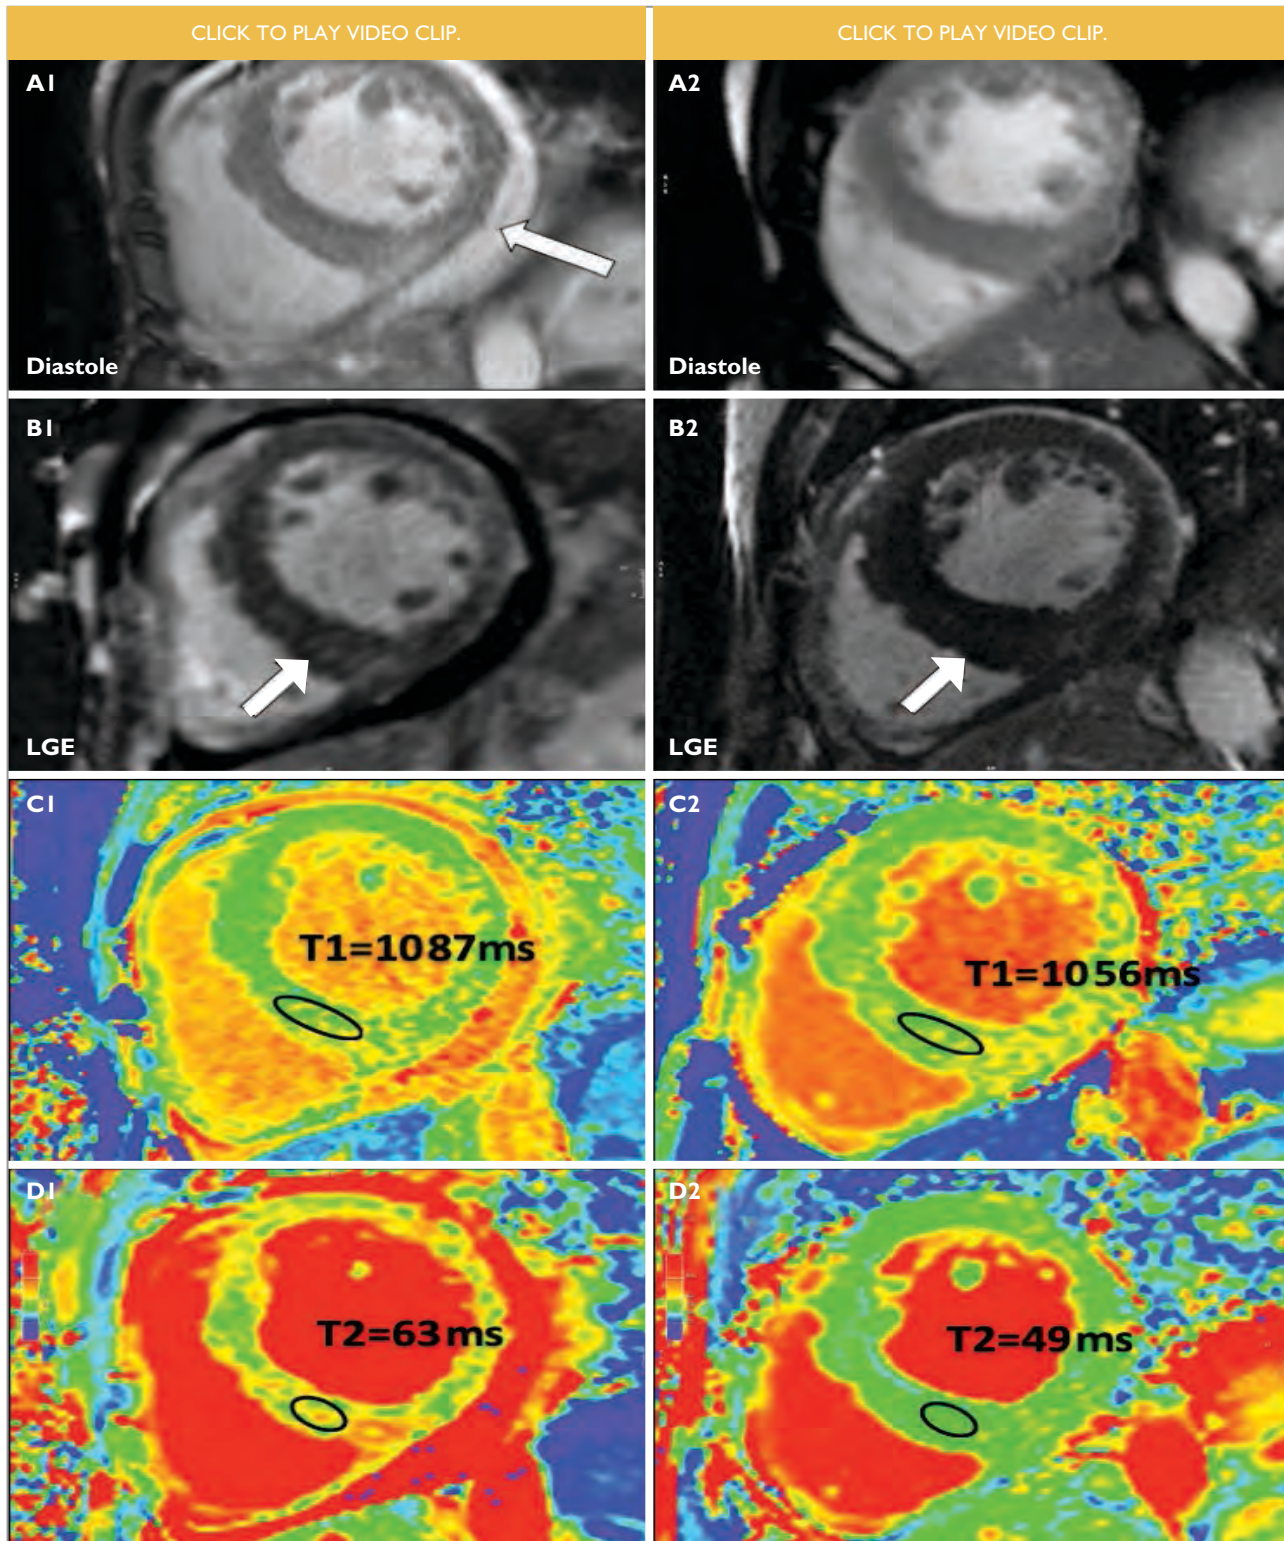 CLICK TO PLAY VIDEO CLIP.
CLICK TO PLAY VIDEO CLIP.
A1
A2
Diastole
Diastole
B1
B2
LGE
LGE
C1
C2
T1=1087ms
T1=1056ms
D1
D2
T2=63ms
T2=49ms